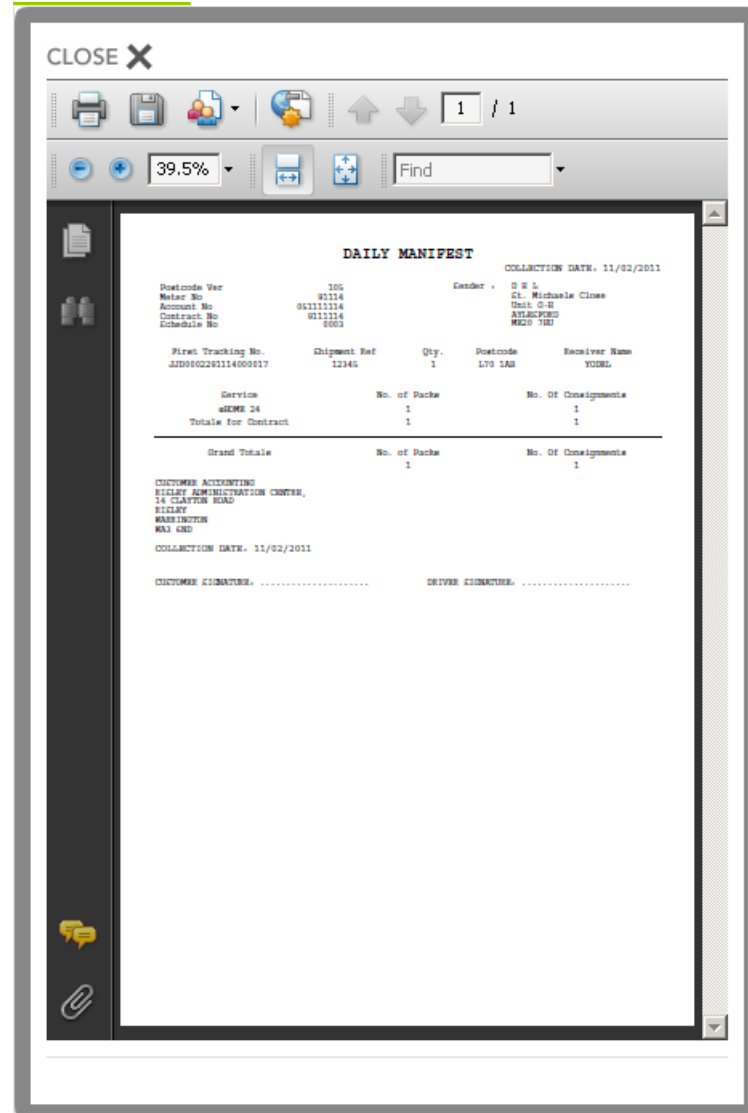 CLOSE
1 / 1
39.5%
Find
DAILY MANIFEST
COLLECTION DATE: 11/02/2011
Postcode Ver 105 Sender : D H L
Meter No 91114 St. Michaels Close
Account No 051111114 Unit G-H
Contract No 9111114 AYLESFORD
Schedule No 0003 ME20 7HU
First Tracking No. Shipment Ref Qty. Postcode Receiver Name
JJD0002291114000017 12345 1 L70 1AS YODEL
Service No. of Packs No. Of Consignments
@HOME 24 1 1
Totals for Contract 1 1
Grand Totals No. of Packs No. Of Consignments
1 1
CUSTOMER ACCOUNTING
RISLEY ADMINISTRATION CENTRE,
14 CLAYTON ROAD
RISLEY
WARRINGTON
WA3 6ND
COLLECTION DATE: 11/02/2011
CUSTOMER SIGNATURE: ..................... DRIVER SIGNATURE: .....................